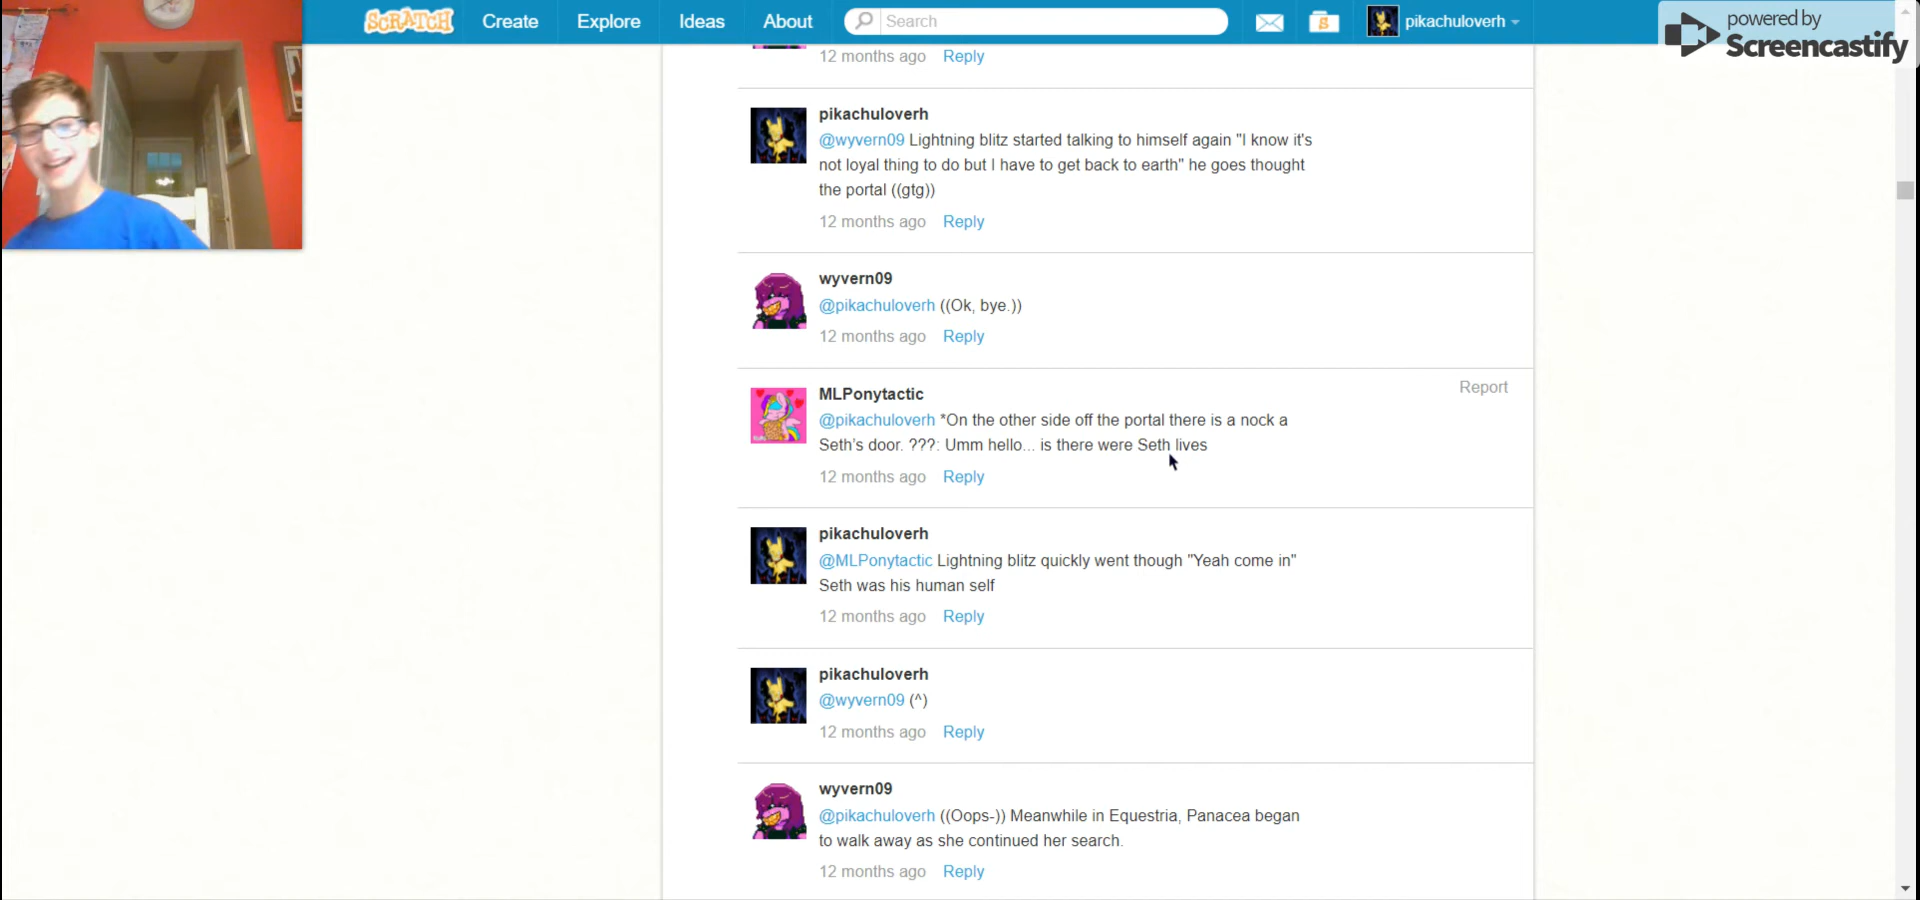 SCRATCH Create Explore Ideas About Search pikachuloverh
powered by
Screencastify
12 months ago Reply
pikachuloverh
@wyvern09 Lightning blitz started talking to himself again "I know it's
not loyal thing to do but I have to get back to earth" he goes thought
the portal ((gtg))
12 months ago Reply
wyvern09
@pikachuloverh ((Ok, bye.))
12 months ago Reply
MLPonytactic
Report
@pikachuloverh *On the other side off the portal there is a nock a
Seth's door. ???: Umm hello... is there were Seth lives
12 months ago Reply
pikachuloverh
@MLPonytactic Lightning blitz quickly went though "Yeah come in"
Seth was his human self
12 months ago Reply
pikachuloverh
@wyvern09 (^)
12 months ago Reply
wyvern09
@pikachuloverh ((Oops-)) Meanwhile in Equestria, Panacea began
to walk away as she continued her search.
12 months ago Reply